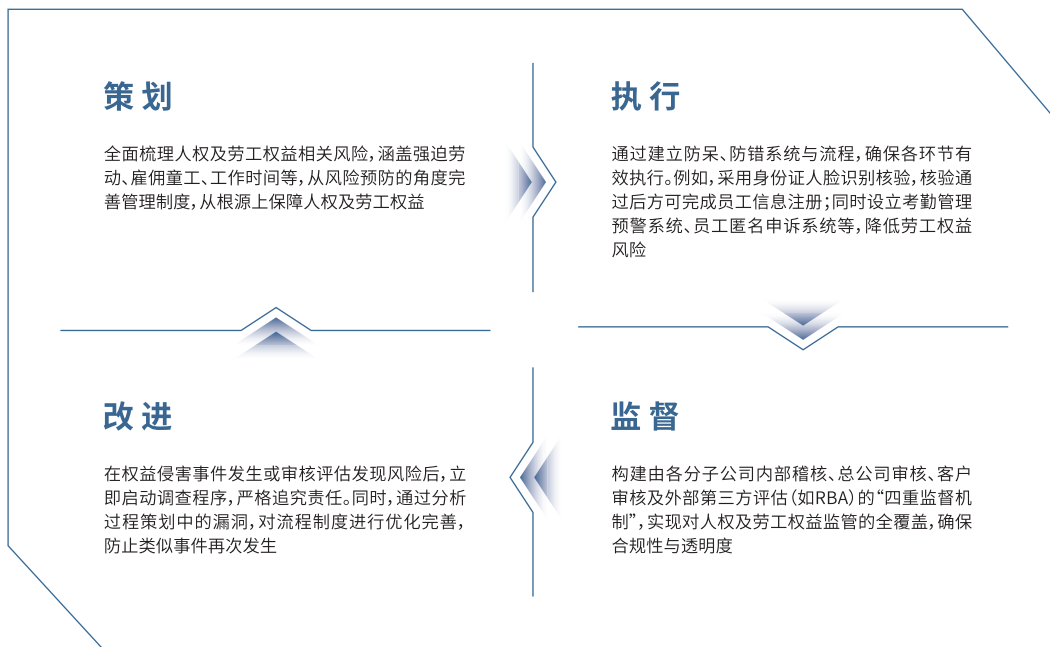 策划
全面梳理人权及劳工权益相关风险，涵盖强迫劳
动、雇佣童工、工作时间等，从风险预防的角度完
善管理制度，从根源上保障人权及劳工权益
执行
通过建立防呆、防错系统与流程，确保各环节有
效执行。例如，采用身份证人脸识别核验，核验通
过后方可完成员工信息注册；同时设立考勤管理
预警系统、员工匿名申诉系统等，降低劳工权益
风险
改进
在权益侵害事件发生或审核评估发现风险后，立
即启动调查程序，严格追究责任。同时，通过分析
过程策划中的漏洞，对流程制度进行优化完善，
防止类似事件再次发生
监督
构建由各分子公司内部稽核、总公司审核、客户
审核及外部第三方评估（如RBA）的“四重监督机
制”，实现对人权及劳工权益监管的全覆盖，确保
合规性与透明度